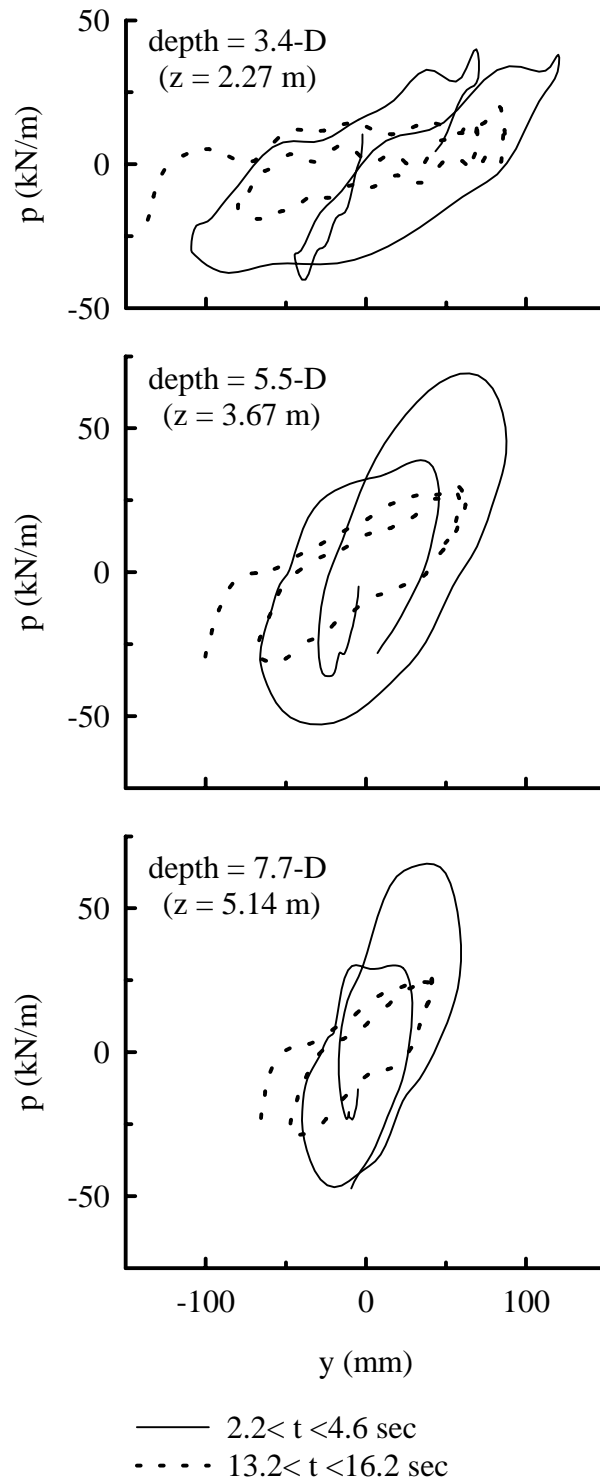 50
depth = 3.4-D
(z = 2.27 m)
0
p (kN/m)
-50
depth = 5.5-D
(z = 3.67 m)
50
0
p (kN/m)
-50
depth = 7.7-D
(z = 5.14 m)
50
0
p (kN/m)
-50
-100 0 100
y (mm)
2.2< t <4.6 sec
13.2< t <16.2 sec